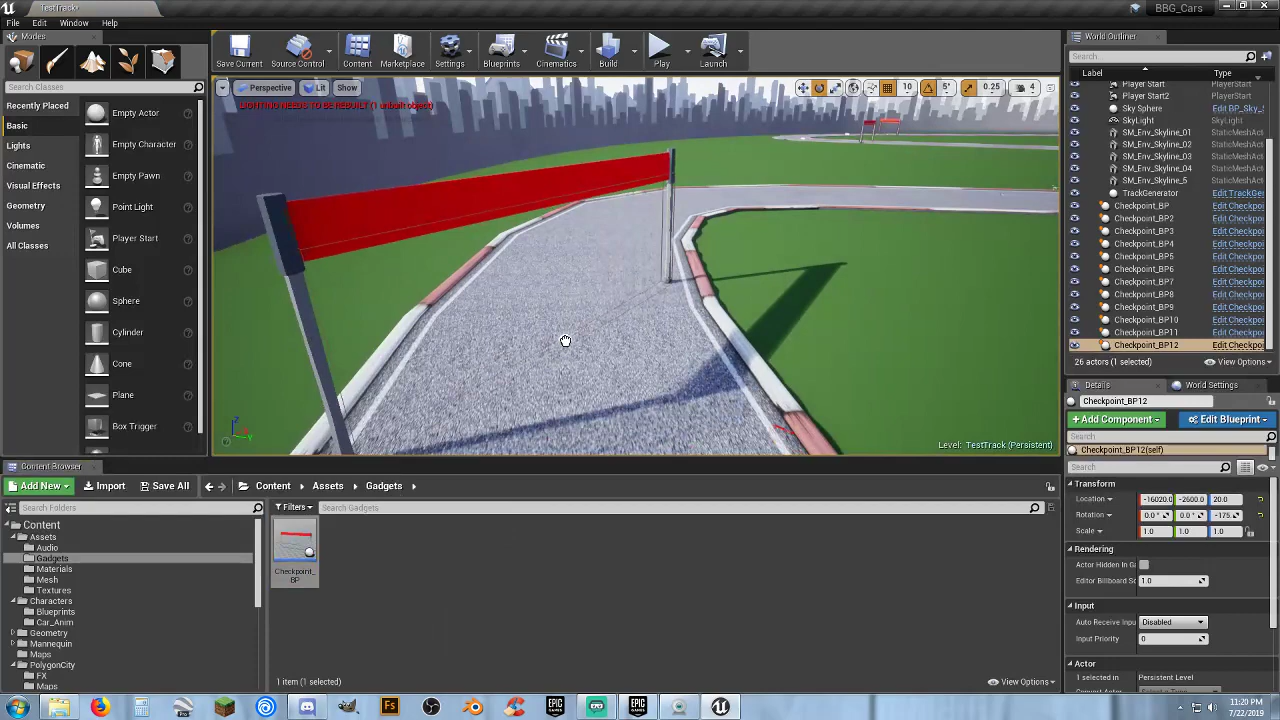 TestTrack*
BBG_Cars
File Edit Window Help
Modes
Search Classes
Recently Placed
Basic
Lights
Cinematic
Visual Effects
Geometry
Volumes
All Classes
Empty Actor
Empty Character
Empty Pawn
Point Light
Player Start
Cube
Sphere
Cylinder
Cone
Plane
Box Trigger
Save Current
Source Control
Content
Marketplace
Settings
Blueprints
Cinematics
Build
Play
Launch
Perspective Lit Show
10 5° 0.25 4
LIGHTING NEEDS TO BE REBUILT (1 unbuilt object)
Level: TestTrack (Persistent)
World Outliner
Search
Label Type
Player Start PlayerStart
Player Start2 PlayerStart
Sky Sphere Edit BP_Sky_S
SkyLight SkyLight
SM_Env_Skyline_01 StaticMeshAct
SM_Env_Skyline_02 StaticMeshAct
SM_Env_Skyline_03 StaticMeshAct
SM_Env_Skyline_04 StaticMeshAct
SM_Env_Skyline_5 StaticMeshAct
TrackGenerator Edit TrackGe
Checkpoint_BP Edit Checkpoi
Checkpoint_BP2 Edit Checkpoi
Checkpoint_BP3 Edit Checkpoi
Checkpoint_BP4 Edit Checkpoi
Checkpoint_BP5 Edit Checkpoi
Checkpoint_BP6 Edit Checkpoi
Checkpoint_BP7 Edit Checkpoi
Checkpoint_BP8 Edit Checkpoi
Checkpoint_BP9 Edit Checkpoi
Checkpoint_BP10 Edit Checkpoi
Checkpoint_BP11 Edit Checkpoi
Checkpoint_BP12 Edit Checkpoi
26 actors (1 selected) View Options
Details World Settings
Checkpoint_BP12
Add Component Edit Blueprint
Search
Checkpoint_BP12(self)
Search
Transform
Location -16020.0 -2600.0 20.0
Rotation 0.0° 0.0° -175.
Scale 1.0 1.0 1.0
Rendering
Actor Hidden In Ga
Editor Billboard Sc 1.0
Input
Auto Receive Inpu Disabled
Input Priority 0
Actor
1 selected in Persistent Level
Content Browser
Add New Import Save All Content Assets Gadgets
Search Folders
Filters Search Gadgets
Content
Assets
Audio
Gadgets
Materials
Mesh
Textures
Characters
Blueprints
Car_Anim
Geometry
Mannequin
Maps
PolygonCity
FX
Maps
Checkpoint_
BP
1 item (1 selected) View Options
11:20 PM
7/22/2019